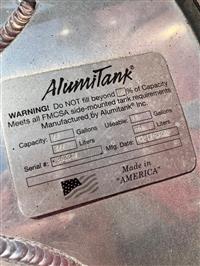 AlumiTank®
WARNING! Do NOT fill beyond % of Capacity
Meets all FMCSA side-mounted tank requirements
Manufactured by Alumitank® Inc.
Capacity: Gallons Useable: Gallons
Liters Liters
Serial #: Mfg. Date:
Made in
"AMERICA"